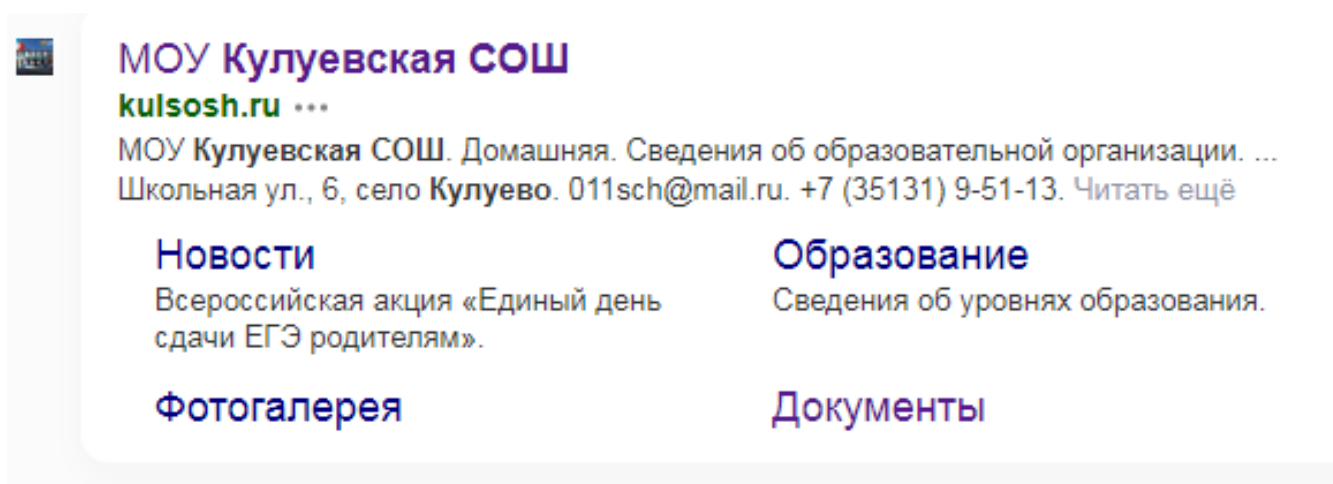 МОУ Кулуевская СОШ
kulsosh.ru ...
МОУ Кулуевская СОШ. Домашняя. Сведения об образовательной организации. ...
Школьная ул., 6, село Кулуево. 011sch@mail.ru. +7 (35131) 9-51-13. Читать ещё
Новости
Всероссийская акция «Единый день
сдачи ЕГЭ родителям».
Образование
Сведения об уровнях образования.
Фотогалерея
Документы